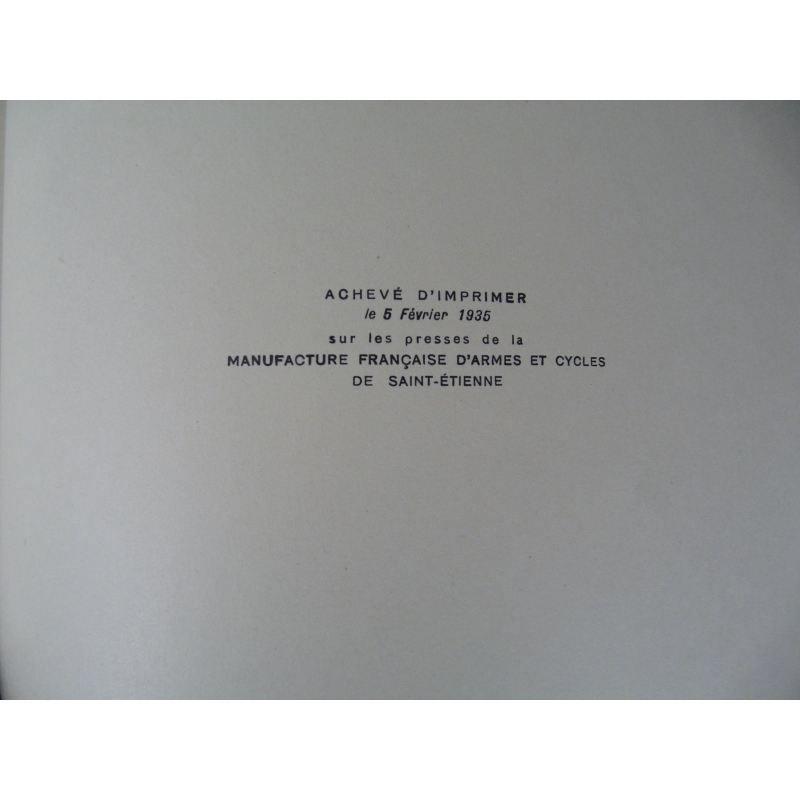 ACHEVÉ D'IMPRIMER
le 5 Février 1935
sur les presses de la
MANUFACTURE FRANÇAISE D'ARMES ET CYCLES
DE SAINT-ÉTIENNE